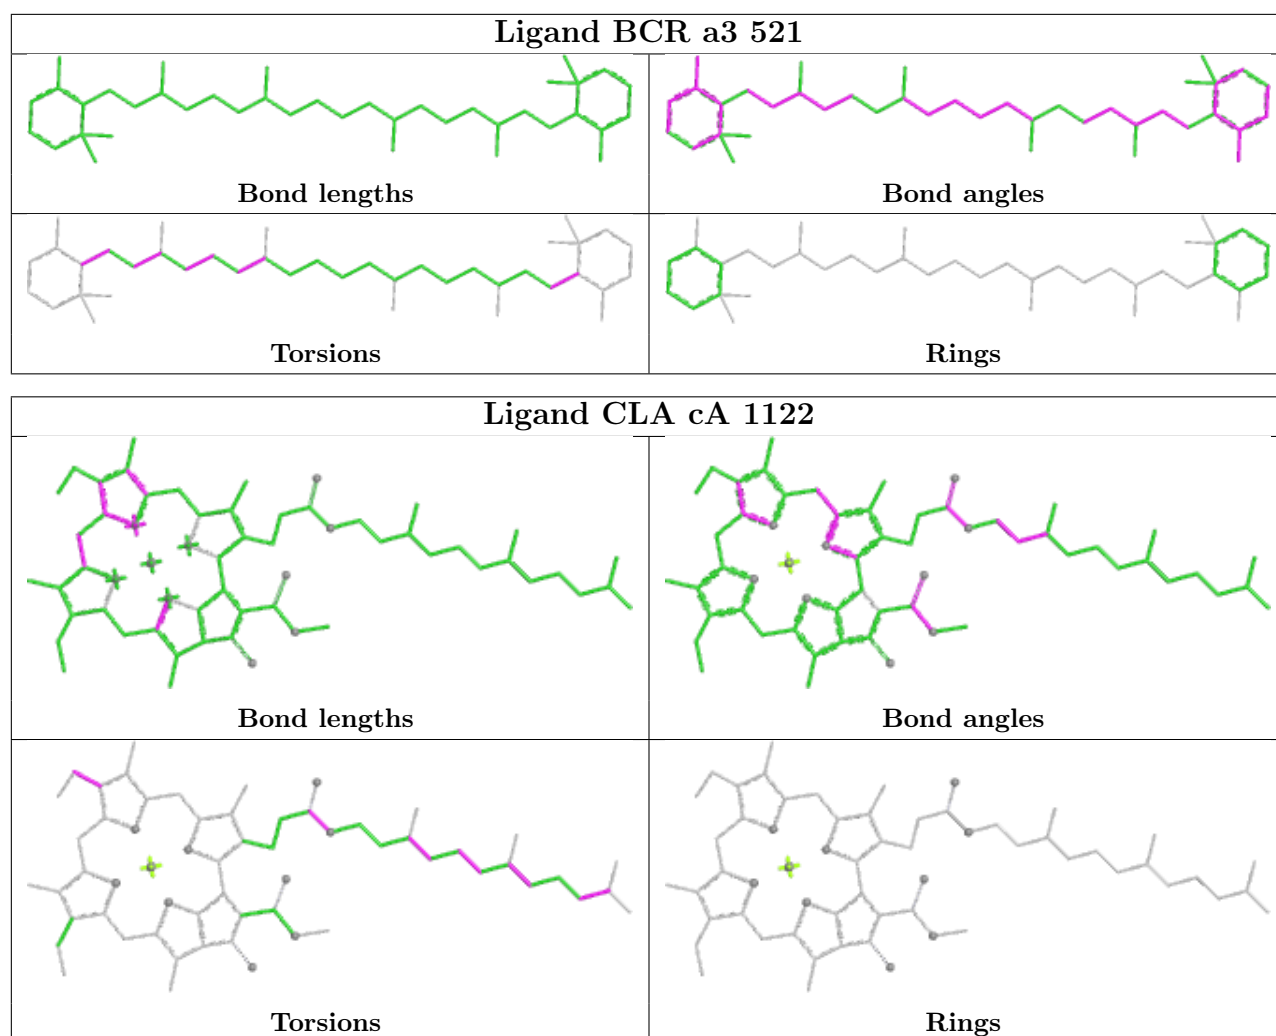 Ligand BCR a3 521
Bond lengths
Bond angles
Torsions
Rings
Ligand CLA cA 1122
Bond lengths
Bond angles
Torsions
Rings